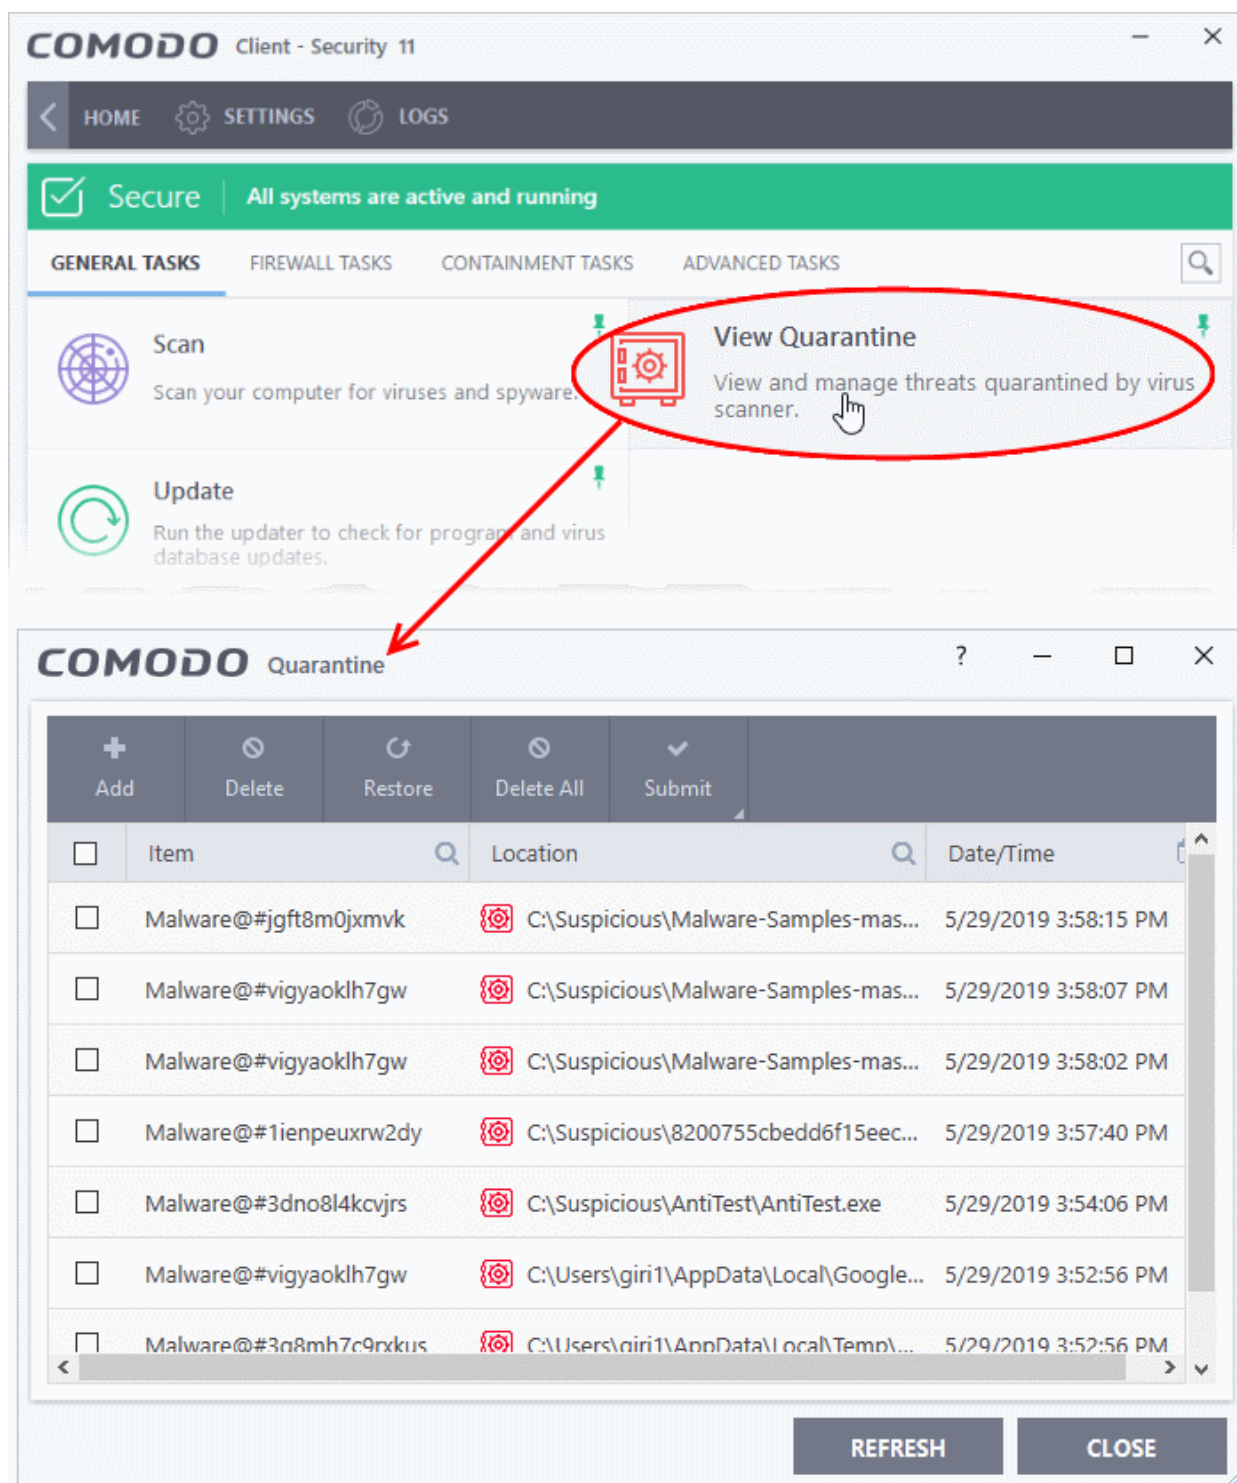 COMODO Client - Security 11
HOME SETTINGS LOGS
Secure All systems are active and running
GENERAL TASKS FIREWALL TASKS CONTAINMENT TASKS ADVANCED TASKS
Scan
Scan your computer for viruses and spyware.
View Quarantine
View and manage threats quarantined by virus
scanner.
Update
Run the updater to check for program and virus
database updates.
COMODO Quarantine ?
Add Delete Restore Delete All Submit
Item Location Date/Time
Malware@#jgft8m0jxmvk C:\Suspicious\Malware-Samples-mas... 5/29/2019 3:58:15 PM
Malware@#vigyaoklh7gw C:\Suspicious\Malware-Samples-mas... 5/29/2019 3:58:07 PM
Malware@#vigyaoklh7gw C:\Suspicious\Malware-Samples-mas... 5/29/2019 3:58:02 PM
Malware@#1ienpeuxrw2dy C:\Suspicious\8200755cbedd6f15eec... 5/29/2019 3:57:40 PM
Malware@#3dno8l4kcvjrs C:\Suspicious\AntiTest\AntiTest.exe 5/29/2019 3:54:06 PM
Malware@#vigyaoklh7gw C:\Users\giri1\AppData\Local\Google... 5/29/2019 3:52:56 PM
Malware@#3g8mh7c9rxkus C:\Users\giri1\AppData\Local\Temp\... 5/29/2019 3:52:56 PM
REFRESH CLOSE